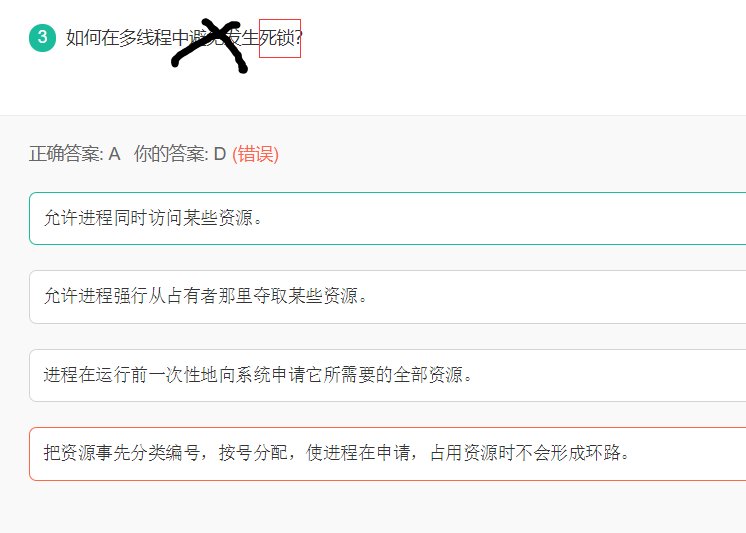 3 如何在多线程中避免发生死锁?
正确答案: A 你的答案: D (错误)
允许进程同时访问某些资源。
允许进程强行从占有者那里夺取某些资源。
进程在运行前一次性地向系统申请它所需要的全部资源。
把资源事先分类编号，按号分配，使进程在申请，占用资源时不会形成环路。